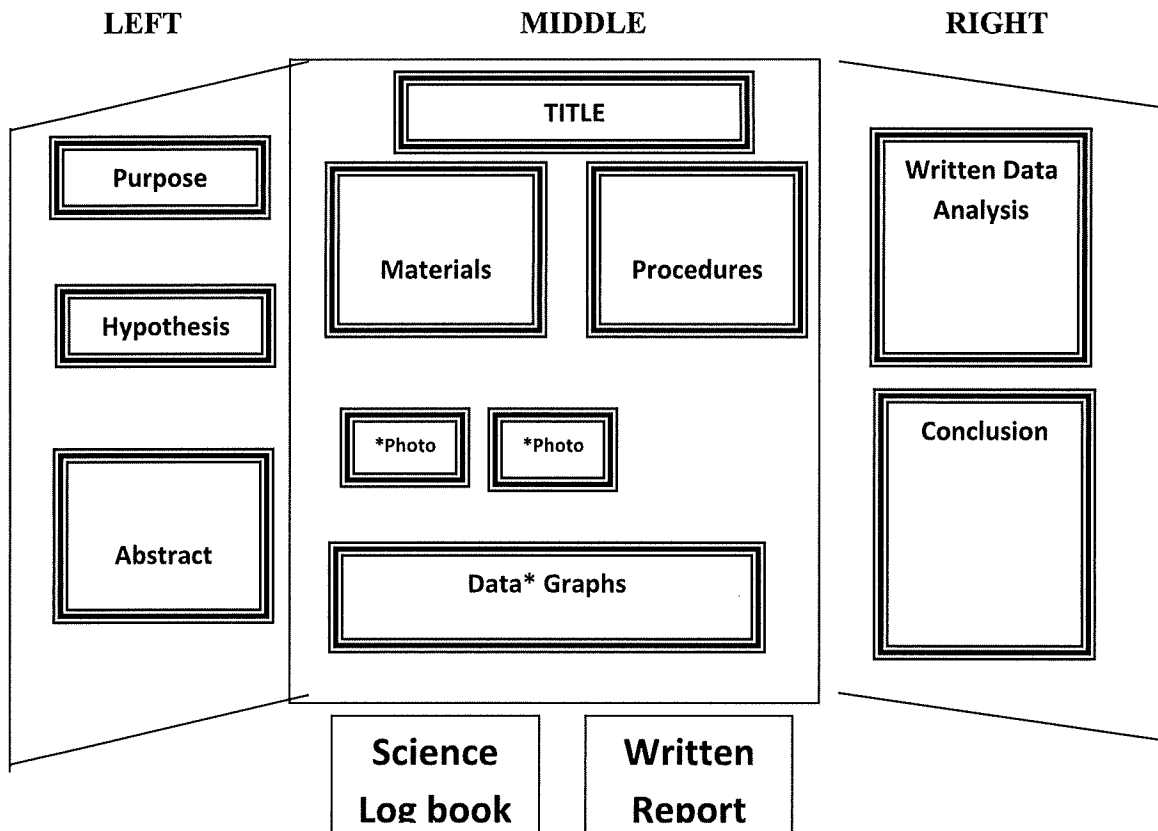 LEFT
MIDDLE
RIGHT
TITLE
Purpose
Hypothesis
Abstract
Materials
Procedures
*Photo
*Photo
Data* Graphs
Written Data
Analysis
Conclusion
Science
Log book
Written
Report